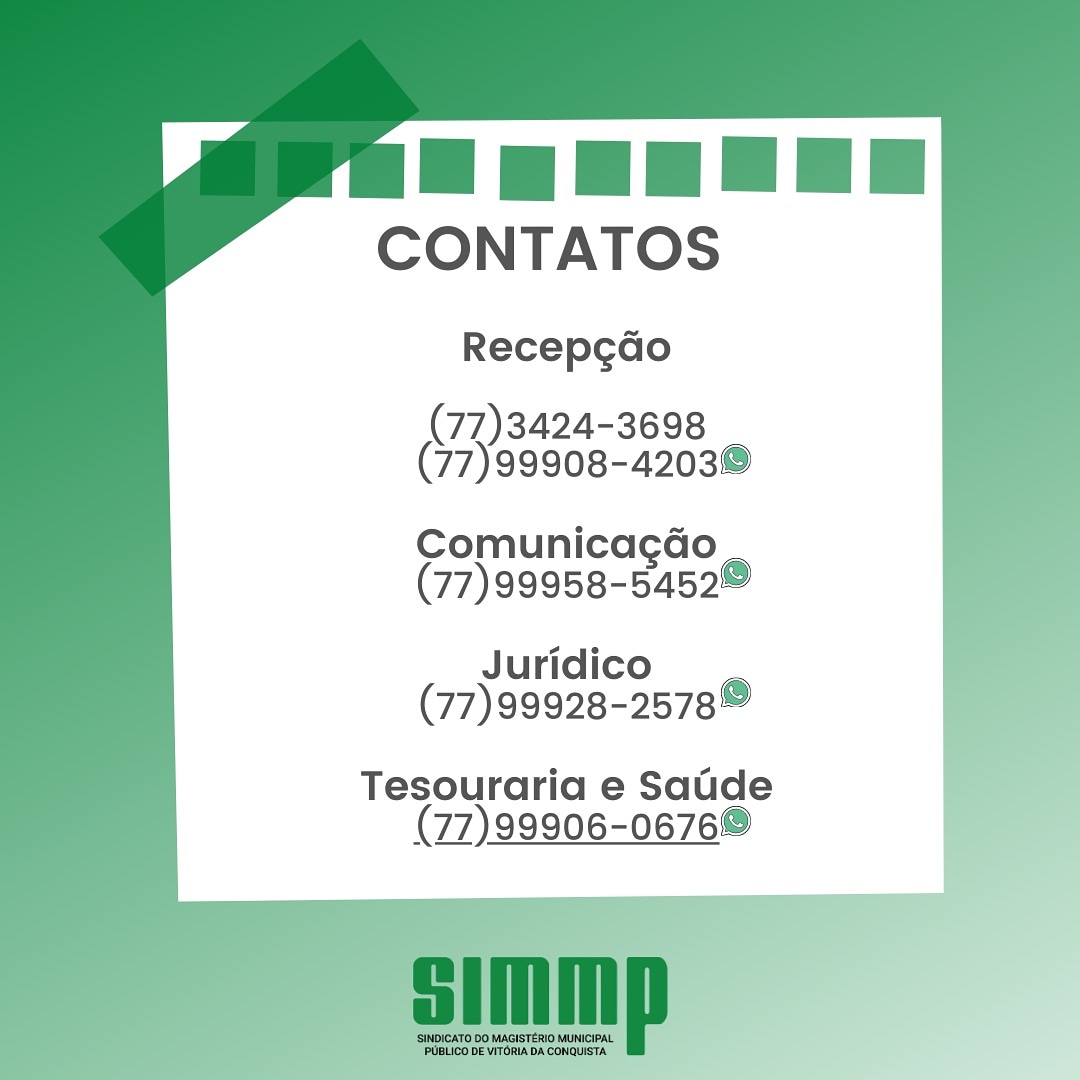 CONTATOS
Recepção
(77)3424-3698
(77)99908-4203
Comunicação
(77)99958-5452
Jurídico
(77)99928-2578
Tesouraria e Saúde
(77)99906-0676
simmp
SINDICATO DO MAGISTÉRIO MUNICIPAL
PÚBLICO DE VITÓRIA DA CONQUISTA